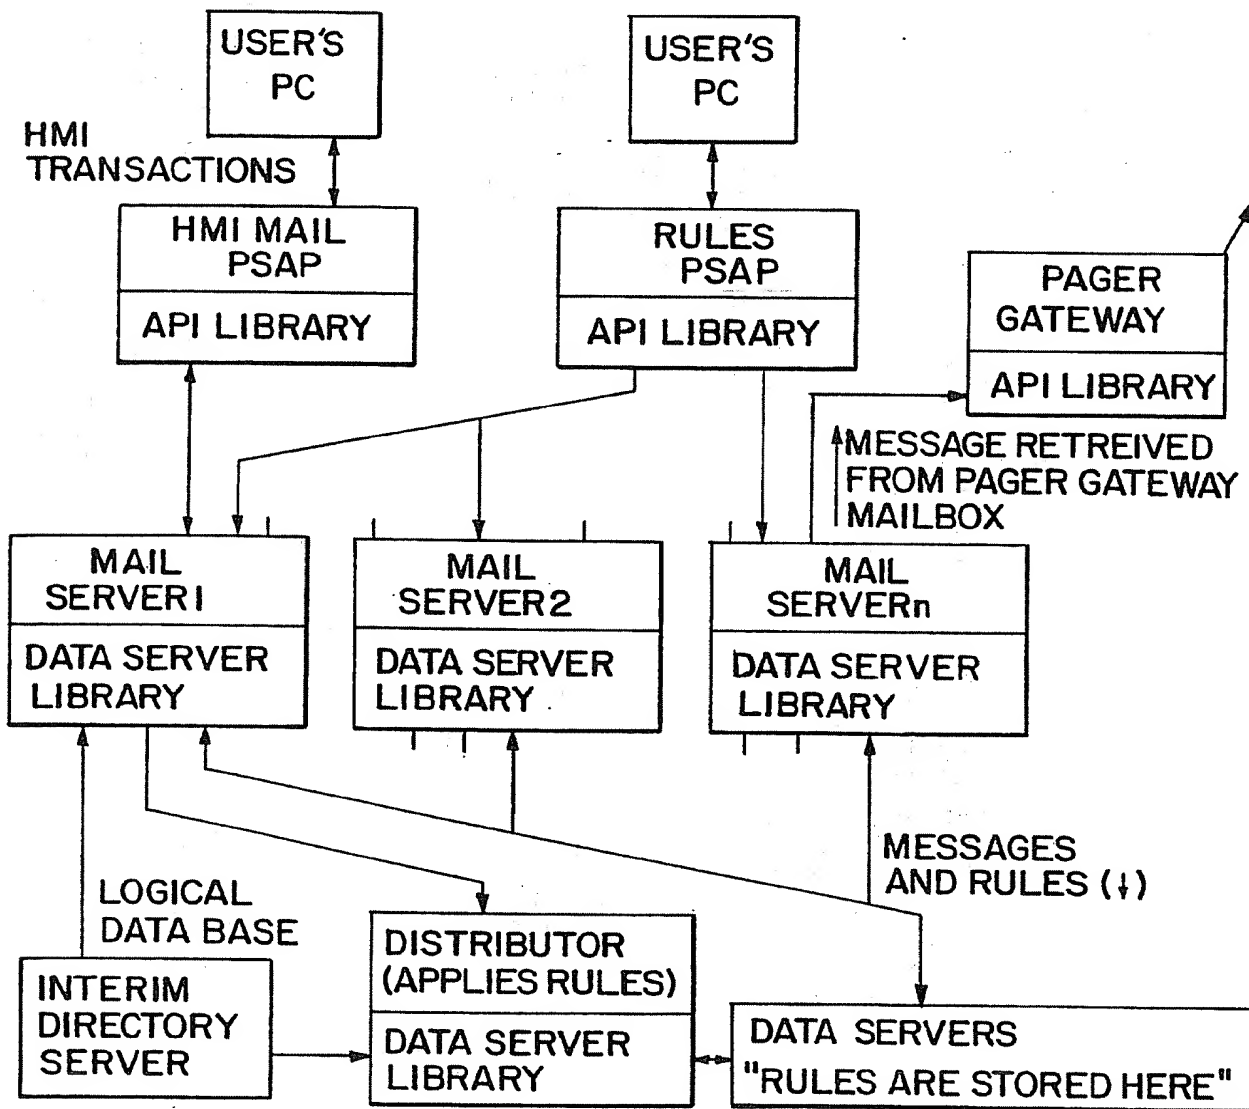 USER'S
PC
USER'S
PC
HMI
TRANSACTIONS
HMI MAIL
PSAP
API LIBRARY
RULES
PSAP
API LIBRARY
PAGER
GATEWAY
API LIBRARY
MESSAGE RETREIVED
FROM PAGER GATEWAY
MAILBOX
MAIL
SERVER1
DATA SERVER
LIBRARY
MAIL
SERVER2
DATA SERVER
LIBRARY
MAIL
SERVERn
DATA SERVER
LIBRARY
MESSAGES
AND RULES (↓)
LOGICAL
DATA BASE
INTERIM
DIRECTORY
SERVER
DISTRIBUTOR
(APPLIES RULES)
DATA SERVER
LIBRARY
DATA SERVERS
"RULES ARE STORED HERE"